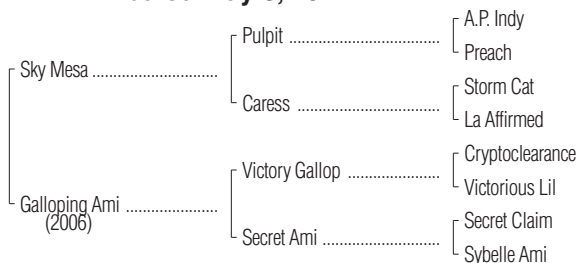 A.P. Indy
Pulpit
Preach
Sky Mesa
Storm Cat
Caress
La Affirmed
Cryptoclearance
Victory Gallop
Victorious Lil
Galloping Ami
(2006)
Secret Claim
Secret Ami
Sybelle Ami